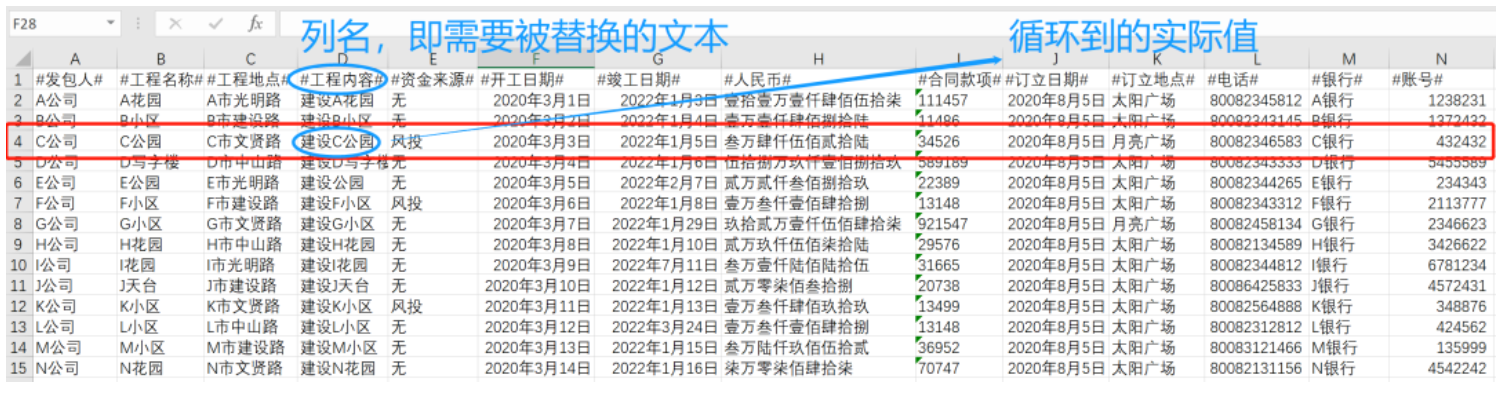 F28 fx
列名，即需要被替换的文本 循环到的实际值
A B C D E F G H I J K L M N
1 #发包人# #工程名称# #工程地点# #工程内容# #资金来源# #开工日期# #竣工日期# #人民币# #合同款项# #订立日期# #订立地点# #电话# #银行# #账号#
2 A公司 A花园 A市光明路 建设A花园 无 2020年3月1日 2022年1月3日 壹拾壹万壹仟肆佰伍拾柒 111457 2020年8月5日 太阳广场 80082345812 A银行 1238231
3 B公司 B小区 B市建设路 建设B小区 无 2020年3月2日 2022年1月4日 壹万壹仟肆佰捌拾陆 11486 2020年8月5日 太阳广场 80082343145 B银行 1372432
4 C公司 C公园 C市文贤路 建设C公园 风投 2020年3月3日 2022年1月5日 叁万肆仟伍佰贰拾陆 34526 2020年8月5日 月亮广场 80082346583 C银行 432432
5 D公司 D写字楼 D市中山路 建设D写字楼 无 2020年3月4日 2022年1月6日 伍拾捌万玖仟壹佰捌拾玖 589189 2020年8月5日 太阳广场 80082343333 D银行 5455589
6 E公司 E公园 E市光明路 建设公园 无 2020年3月5日 2022年2月7日 贰万贰仟叁佰捌拾玖 22389 2020年8月5日 太阳广场 80082344265 E银行 234343
7 F公司 F小区 F市建设路 建设F小区 风投 2020年3月6日 2022年1月8日 壹万叁仟壹佰肆拾捌 13148 2020年8月5日 太阳广场 80082343312 F银行 2113777
8 G公司 G小区 G市文贤路 建设G小区 无 2020年3月7日 2022年1月29日 玖拾贰万壹仟伍佰肆拾柒 921547 2020年8月5日 月亮广场 80082458134 G银行 2346623
9 H公司 H花园 H市中山路 建设H花园 无 2020年3月8日 2022年1月10日 贰万玖仟伍佰柒拾陆 29576 2020年8月5日 太阳广场 80082134589 H银行 3426622
10 I公司 I花园 I市光明路 建设I花园 无 2020年3月9日 2022年7月11日 叁万壹仟陆佰陆拾伍 31665 2020年8月5日 太阳广场 80082344812 I银行 6781234
11 J公司 J天台 J市建设路 建设J天台 无 2020年3月10日 2022年1月12日 贰万零柒佰叁拾捌 20738 2020年8月5日 太阳广场 80086425833 J银行 4572431
12 K公司 K小区 K市文贤路 建设K小区 风投 2020年3月11日 2022年1月13日 壹万叁仟肆佰玖拾玖 13499 2020年8月5日 太阳广场 80082564888 K银行 348876
13 L公司 L小区 L市中山路 建设L小区 无 2020年3月12日 2022年3月24日 壹万叁仟壹佰肆拾捌 13148 2020年8月5日 太阳广场 80082312812 L银行 424562
14 M公司 M小区 M市建设路 建设M小区 无 2020年3月13日 2022年1月15日 叁万陆仟玖佰伍拾贰 36952 2020年8月5日 太阳广场 80083121466 M银行 135999
15 N公司 N花园 N市文贤路 建设N花园 无 2020年3月14日 2022年1月16日 柒万零柒佰肆拾柒 70747 2020年8月5日 太阳广场 80082131156 N银行 4542242